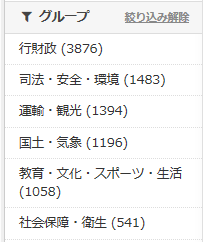 グループ 絞り込み解除
行財政 (3876)
司法・安全・環境 (1483)
運輸・観光 (1394)
国土・気象 (1196)
教育・文化・スポーツ・生活
(1058)
社会保障・衛生 (541)